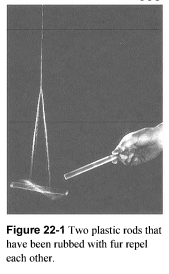 Figure 22-1 Two plastic rods that
have been rubbed with fur repel
each other.